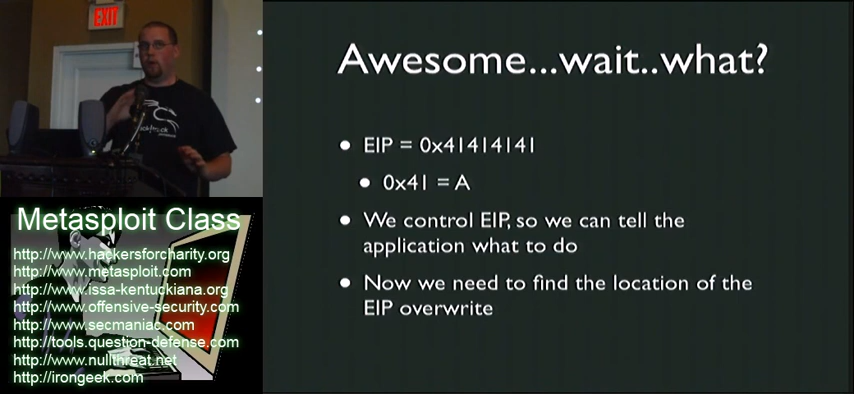 EXIT
Metasploit Class
http://www.hackersforcharity.org
http://www.metasploit.com
http://www.issa-kentuckiana.org
http://www.offensive-security.com
http://www.secmaniac.com
http://tools.question-defense.com
http://www.nullthreat.net
http://irongeek.com
Awesome...wait..what?
• EIP = 0x41414141
• 0x41 = A
• We control EIP, so we can tell the
application what to do
• Now we need to find the location of the
EIP overwrite